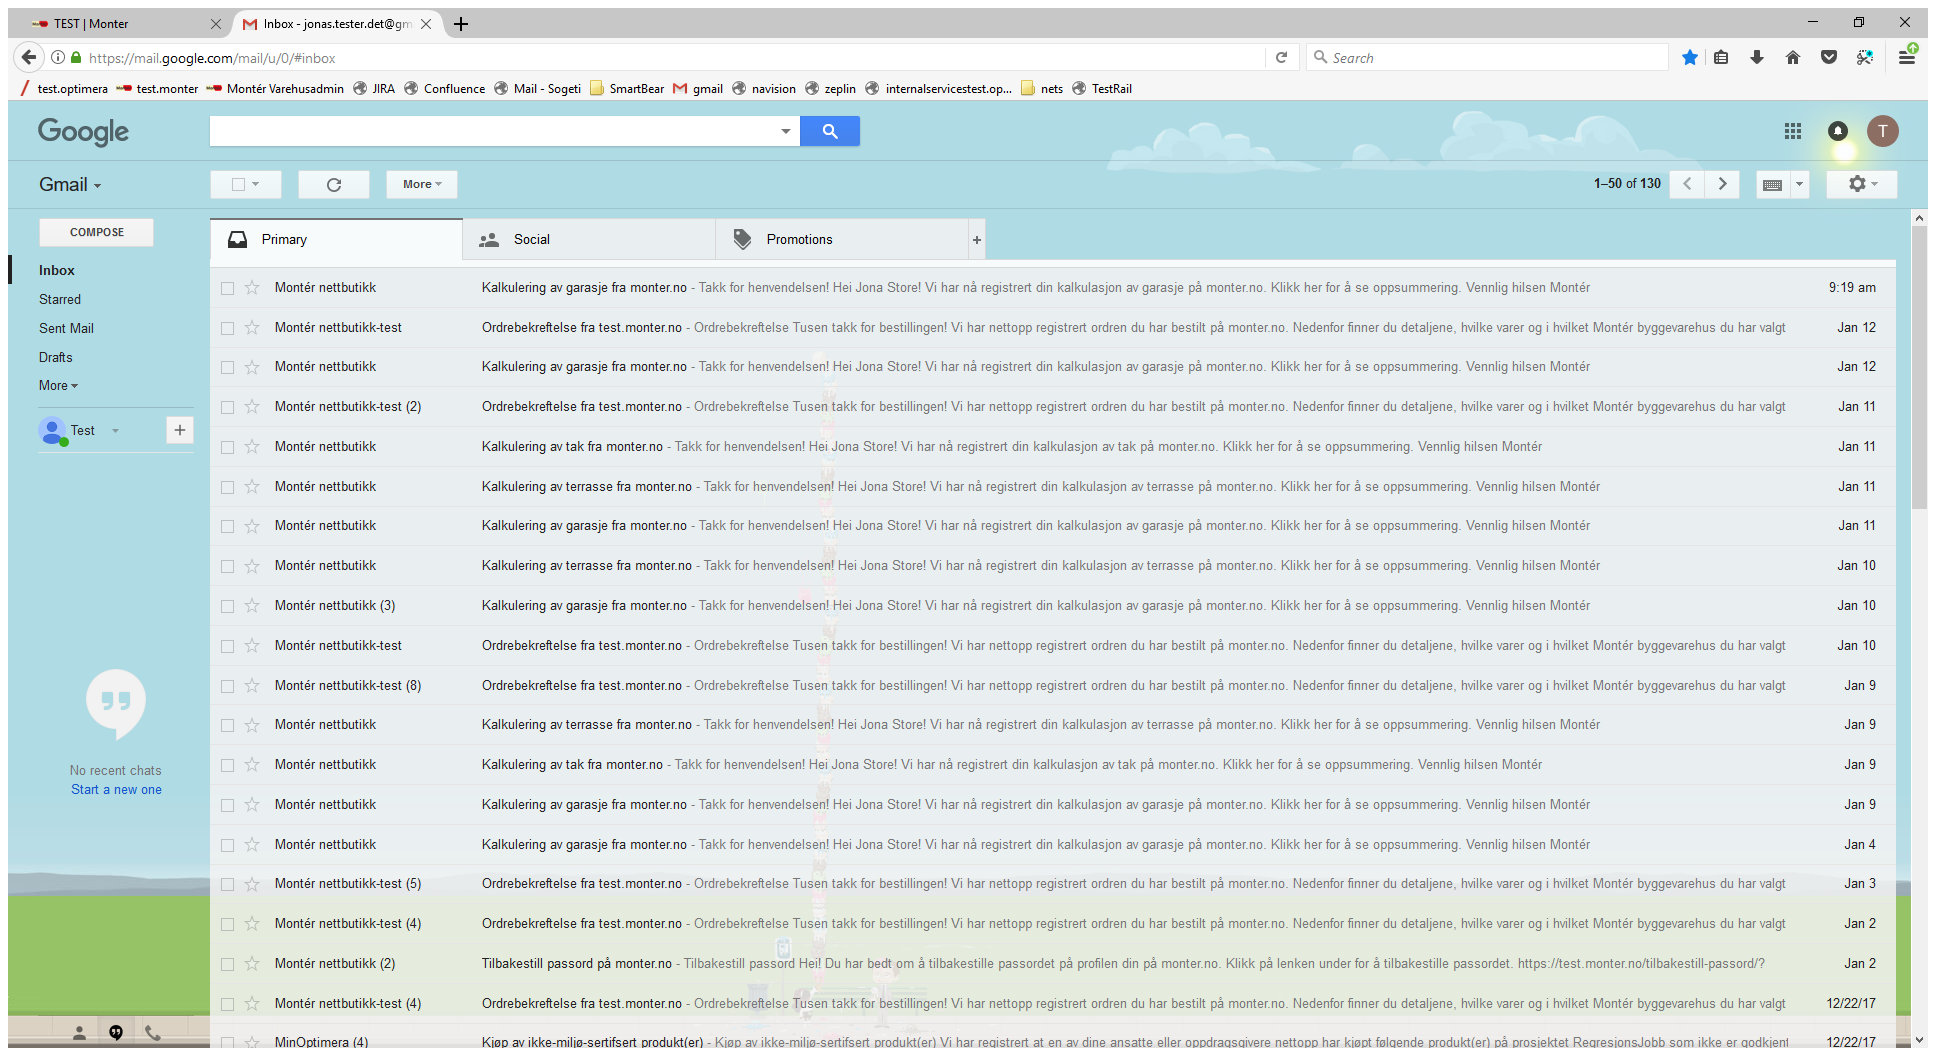 TEST | Monter
Inbox - jonas.tester.det@gm
https://mail.google.com/mail/u/0/#inbox
Search
test.optimera test.monter Montér Varehusadmin JIRA Confluence Mail - Sogeti SmartBear gmail navision zeplin internalservicestest.op... nets TestRail
Google
T
Gmail
More
1–50 of 130
COMPOSE
Primary Social Promotions +
Inbox
Starred
Sent Mail
Drafts
More
Test
+
No recent chats
Start a new one
Montér nettbutikk Kalkulering av garasje fra monter.no - Takk for henvendelsen! Hei Jona Store! Vi har nå registrert din kalkulasjon av garasje på monter.no. Klikk her for å se oppsummering. Vennlig hilsen Montér 9:19 am
Montér nettbutikk-test Ordrebekreftelse fra test.monter.no - Ordrebekreftelse Tusen takk for bestillingen! Vi har nettopp registrert ordren du har bestilt på monter.no. Nedenfor finner du detaljene, hvilke varer og i hvilket Montér byggevarehus du har valgt Jan 12
Montér nettbutikk Kalkulering av garasje fra monter.no - Takk for henvendelsen! Hei Jona Store! Vi har nå registrert din kalkulasjon av garasje på monter.no. Klikk her for å se oppsummering. Vennlig hilsen Montér Jan 12
Montér nettbutikk-test (2) Ordrebekreftelse fra test.monter.no - Ordrebekreftelse Tusen takk for bestillingen! Vi har nettopp registrert ordren du har bestilt på monter.no. Nedenfor finner du detaljene, hvilke varer og i hvilket Montér byggevarehus du har valgt Jan 11
Montér nettbutikk Kalkulering av tak fra monter.no - Takk for henvendelsen! Hei Jona Store! Vi har nå registrert din kalkulasjon av tak på monter.no. Klikk her for å se oppsummering. Vennlig hilsen Montér Jan 11
Montér nettbutikk Kalkulering av terrasse fra monter.no - Takk for henvendelsen! Hei Jona Store! Vi har nå registrert din kalkulasjon av terrasse på monter.no. Klikk her for å se oppsummering. Vennlig hilsen Montér Jan 11
Montér nettbutikk Kalkulering av garasje fra monter.no - Takk for henvendelsen! Hei Jona Store! Vi har nå registrert din kalkulasjon av garasje på monter.no. Klikk her for å se oppsummering. Vennlig hilsen Montér Jan 11
Montér nettbutikk Kalkulering av terrasse fra monter.no - Takk for henvendelsen! Hei Jona Store! Vi har nå registrert din kalkulasjon av terrasse på monter.no. Klikk her for å se oppsummering. Vennlig hilsen Montér Jan 10
Montér nettbutikk (3) Kalkulering av garasje fra monter.no - Takk for henvendelsen! Hei Jona Store! Vi har nå registrert din kalkulasjon av garasje på monter.no. Klikk her for å se oppsummering. Vennlig hilsen Montér Jan 10
Montér nettbutikk-test Ordrebekreftelse fra test.monter.no - Ordrebekreftelse Tusen takk for bestillingen! Vi har nettopp registrert ordren du har bestilt på monter.no. Nedenfor finner du detaljene, hvilke varer og i hvilket Montér byggevarehus du har valgt Jan 10
Montér nettbutikk-test (8) Ordrebekreftelse fra test.monter.no - Ordrebekreftelse Tusen takk for bestillingen! Vi har nettopp registrert ordren du har bestilt på monter.no. Nedenfor finner du detaljene, hvilke varer og i hvilket Montér byggevarehus du har valgt Jan 9
Montér nettbutikk Kalkulering av terrasse fra monter.no - Takk for henvendelsen! Hei Jona Store! Vi har nå registrert din kalkulasjon av terrasse på monter.no. Klikk her for å se oppsummering. Vennlig hilsen Montér Jan 9
Montér nettbutikk Kalkulering av tak fra monter.no - Takk for henvendelsen! Hei Jona Store! Vi har nå registrert din kalkulasjon av tak på monter.no. Klikk her for å se oppsummering. Vennlig hilsen Montér Jan 9
Montér nettbutikk Kalkulering av garasje fra monter.no - Takk for henvendelsen! Hei Jona Store! Vi har nå registrert din kalkulasjon av garasje på monter.no. Klikk her for å se oppsummering. Vennlig hilsen Montér Jan 9
Montér nettbutikk Kalkulering av garasje fra monter.no - Takk for henvendelsen! Hei Jona Store! Vi har nå registrert din kalkulasjon av garasje på monter.no. Klikk her for å se oppsummering. Vennlig hilsen Montér Jan 4
Montér nettbutikk-test (5) Ordrebekreftelse fra test.monter.no - Ordrebekreftelse Tusen takk for bestillingen! Vi har nettopp registrert ordren du har bestilt på monter.no. Nedenfor finner du detaljene, hvilke varer og i hvilket Montér byggevarehus du har valgt Jan 3
Montér nettbutikk-test (4) Ordrebekreftelse fra test.monter.no - Ordrebekreftelse Tusen takk for bestillingen! Vi har nettopp registrert ordren du har bestilt på monter.no. Nedenfor finner du detaljene, hvilke varer og i hvilket Montér byggevarehus du har valgt Jan 2
Montér nettbutikk (2) Tilbakestill passord på monter.no - Tilbakestill passord Hei! Du har bedt om å tilbakestille passordet på profilen din på monter.no. Klikk på lenken under for å tilbakestille passordet. https://test.monter.no/tilbakestill-passord/? Jan 2
Montér nettbutikk-test (4) Ordrebekreftelse fra test.monter.no - Ordrebekreftelse Tusen takk for bestillingen! Vi har nettopp registrert ordren du har bestilt på monter.no. Nedenfor finner du detaljene, hvilke varer og i hvilket Montér byggevarehus du har valgt 12/22/17
MinOptimera (4) Kjøp av ikke-miljø-sertifsert produkt(er) - Kjøp av ikke-miljø-sertifsert produkt(er) Vi har registrert at en av dine ansatte eller oppdragsgivere nettopp har kjøpt følgende produkt(er) på prosjektet RegresjonsJobb som ikke er godkjent 12/22/17